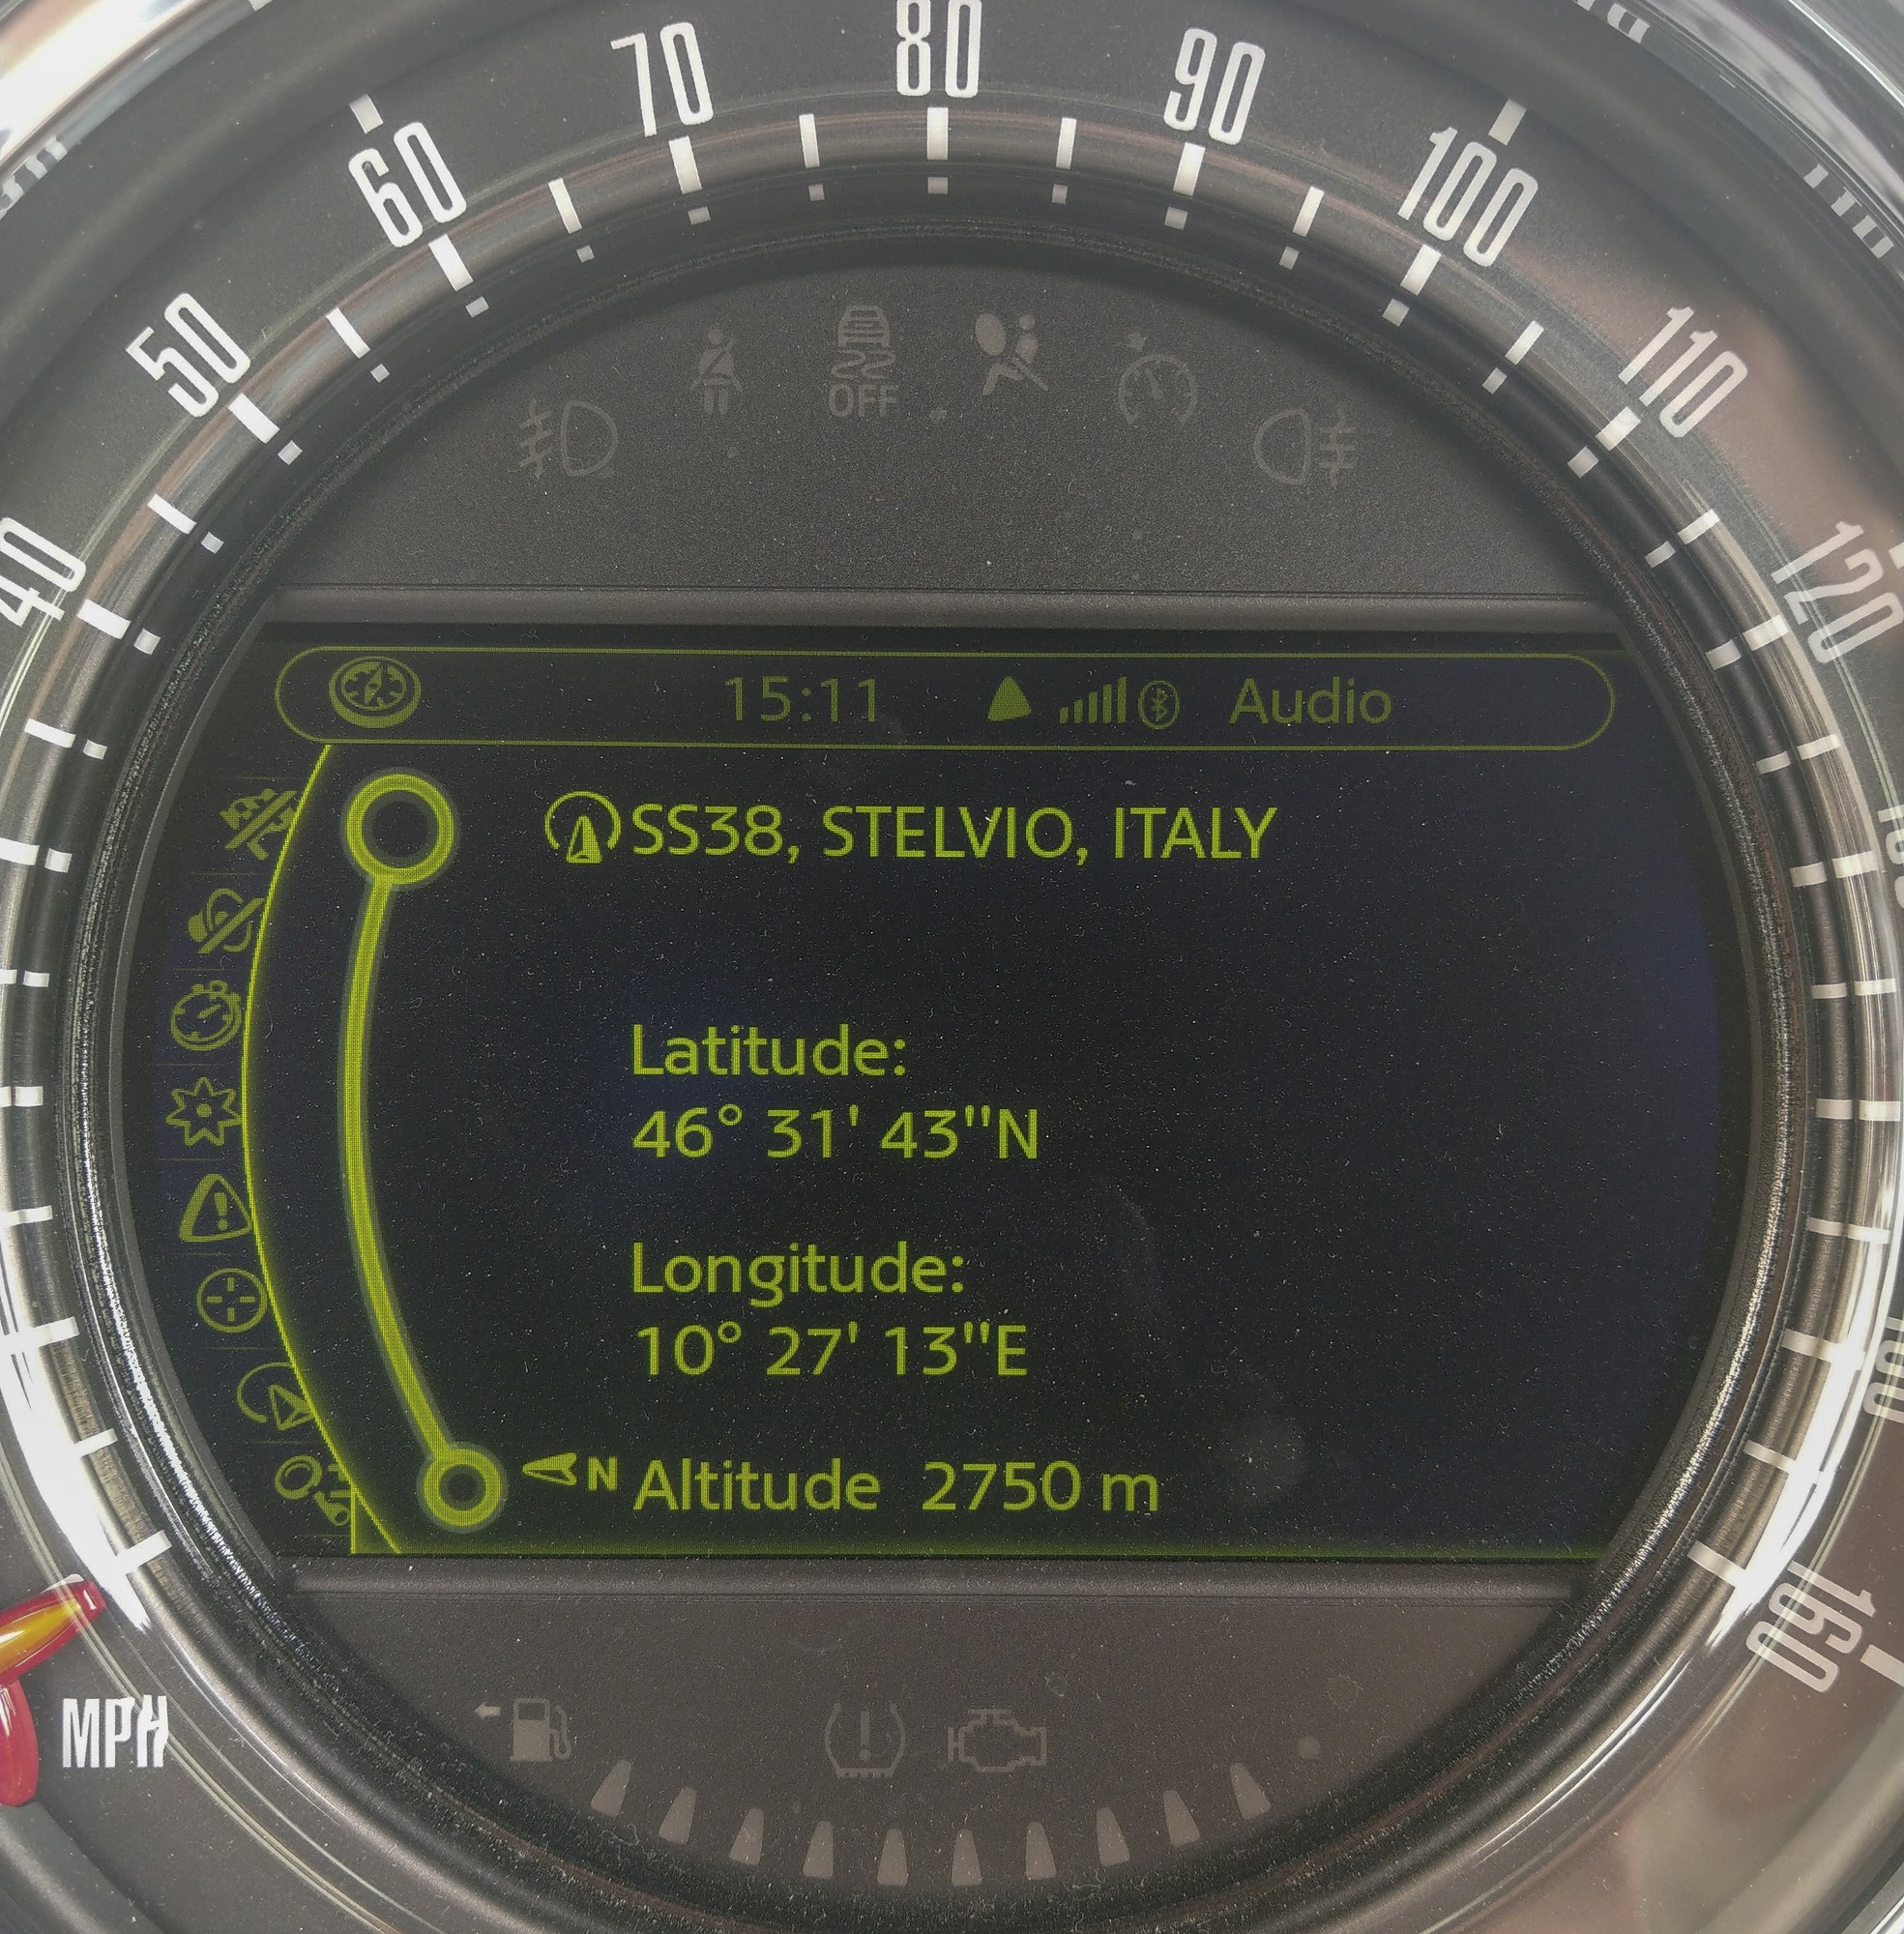 70 80 90
60 100
50 110
40 120
OFF
15:11 Audio
SS38, STELVIO, ITALY
Latitude:
46° 31' 43"N
Longitude:
10° 27' 13"E
N Altitude 2750 m
MPH
160